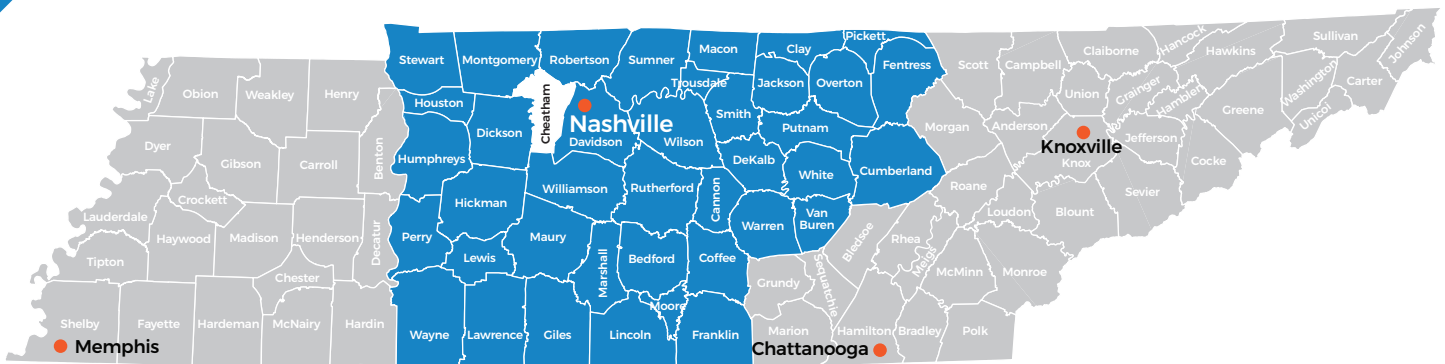 Stewart
Montgomery
Robertson
Sumner
Macon
Clay
Pickett
Fentress
Scott
Campbell
Claiborne
Hancock
Hawkins
Sullivan
Johnson
Lake
Obion
Weakley
Henry
Houston
Cheatham
Trousdale
Jackson
Overton
Union
Grainger
Hamblen
Washington
Carter
Unicoi
Greene
Dickson
Nashville
Davidson
Wilson
Smith
Putnam
Morgan
Anderson
Knoxville
Knox
Jefferson
Cocke
Dyer
Gibson
Carroll
Benton
Humphreys
Williamson
Rutherford
Cannon
DeKalb
White
Cumberland
Roane
Loudon
Blount
Sevier
Lauderdale
Crockett
Haywood
Madison
Henderson
Decatur
Perry
Hickman
Lewis
Maury
Marshall
Bedford
Coffee
Warren
Van
Buren
Bledsoe
Rhea
Meigs
McMinn
Monroe
Tipton
Chester
Moore
Grundy
Sequatchie
Shelby
Fayette
Hardeman
McNairy
Hardin
Wayne
Lawrence
Giles
Lincoln
Franklin
Marion
Hamilton
Bradley
Polk
Memphis
Chattanooga